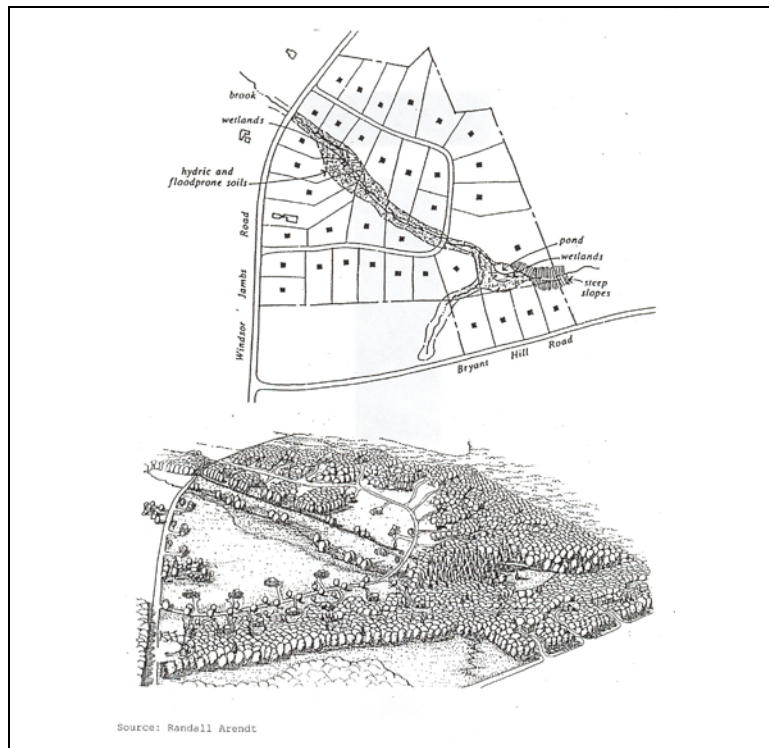 brook
wetlands
hydric and
floodprone soils
Windsor Jambs Road
pond
wetlands
steep
slopes
Bryant Hill Road
Source: Randall Arendt